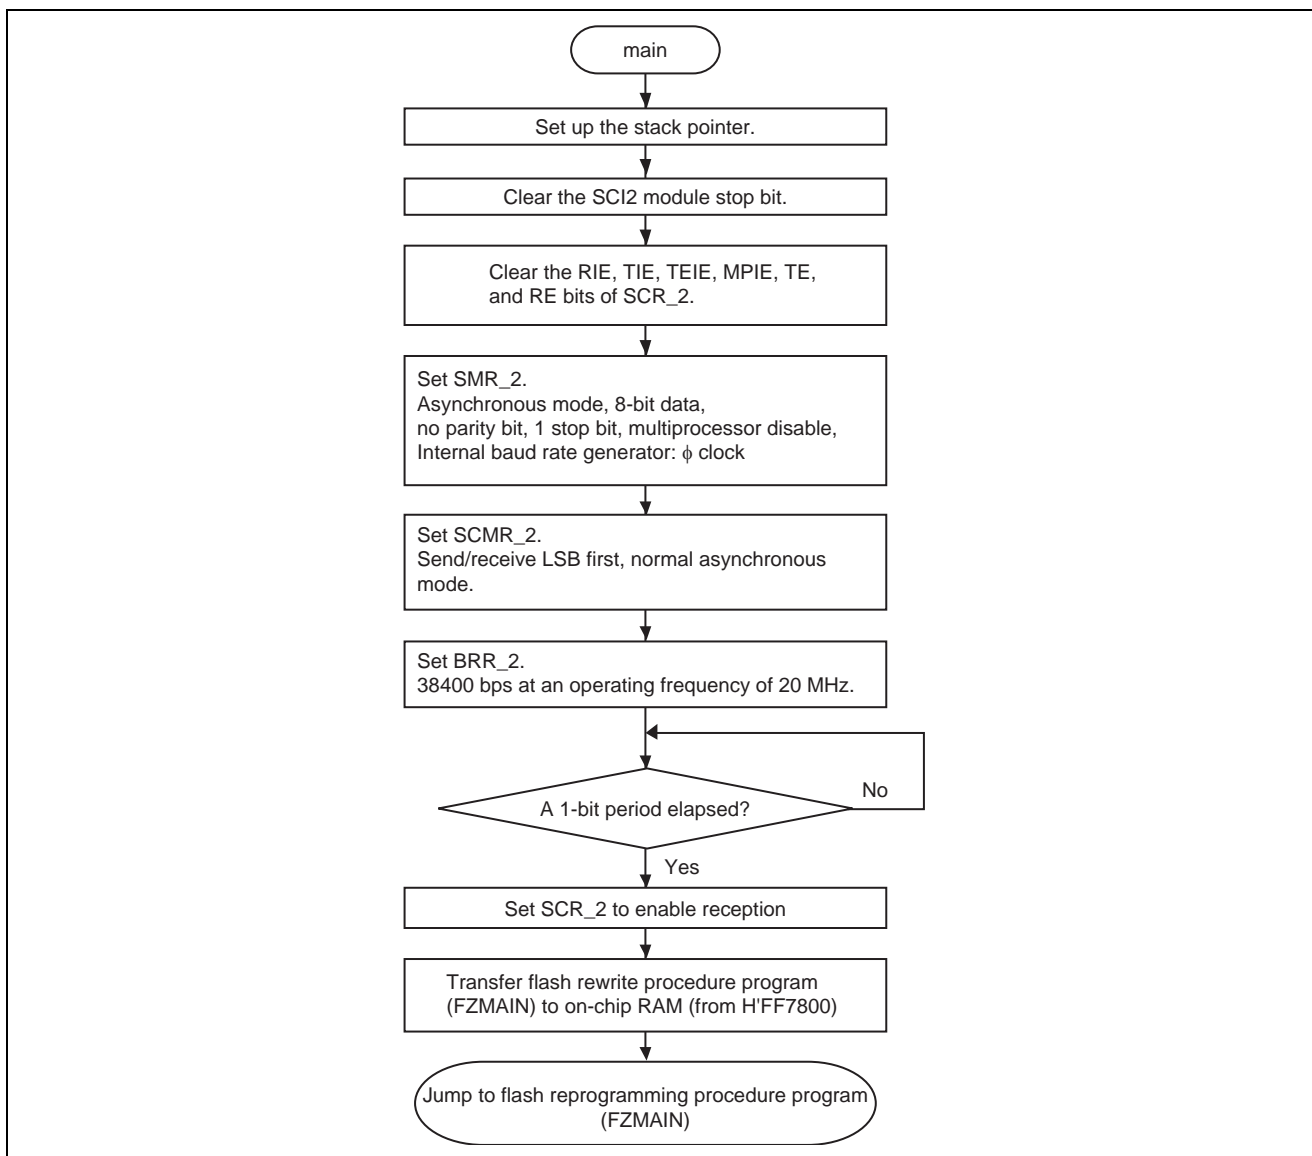 main
Set up the stack pointer.
Clear the SCI2 module stop bit.
Clear the RIE, TIE, TEIE, MPIE, TE,
and RE bits of SCR_2.
Set SMR_2.
Asynchronous mode, 8-bit data,
no parity bit, 1 stop bit, multiprocessor disable,
Internal baud rate generator: ϕ clock
Set SCMR_2.
Send/receive LSB first, normal asynchronous
mode.
Set BRR_2.
38400 bps at an operating frequency of 20 MHz.
No
A 1-bit period elapsed?
Yes
Set SCR_2 to enable reception
Transfer flash rewrite procedure program
(FZMAIN) to on-chip RAM (from H'FF7800)
Jump to flash reprogramming procedure program
(FZMAIN)